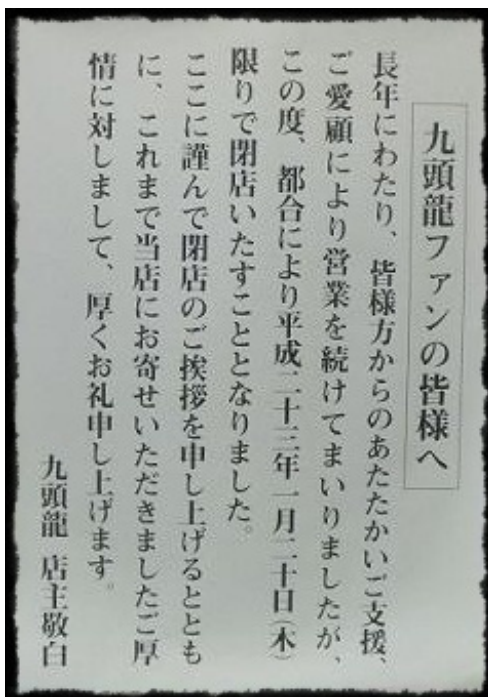 九頭龍ファンの皆様へ
長年にわたり、皆様方からのあたたかいご支援、
ご愛顧により営業を続けてまいりましたが、
この度、都合により平成二十三年一月二十日(木)
限りで閉店いたすこととなりました。
ここに謹んで閉店のご挨拶を申し上げるととも
に、これまで当店にお寄せいただきましたご厚
情に対しまして、厚くお礼申し上げます。
九頭龍 店主敬白